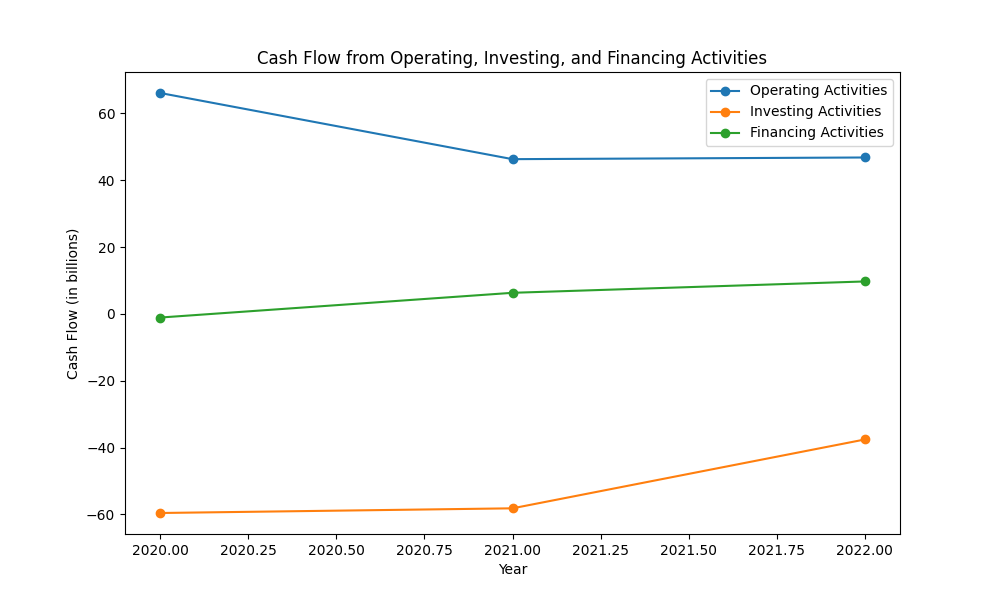 Cash Flow from Operating, Investing, and Financing Activities
Operating Activities
Investing Activities
Financing Activities
Cash Flow (in billions)
60
40
20
0
−20
−40
−60
2020.00 2020.25 2020.50 2020.75 2021.00 2021.25 2021.50 2021.75 2022.00
Year